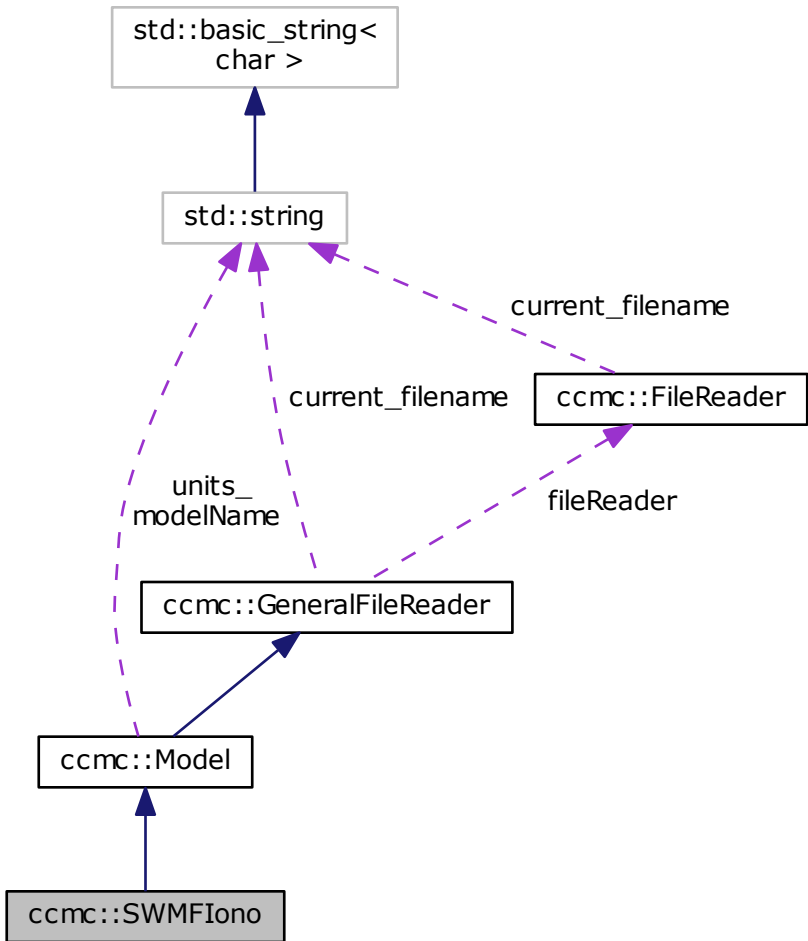 std::basic_string<
char >
std::string
current_filename
current_filename
ccmc::FileReader
units_
modelName
fileReader
ccmc::GeneralFileReader
ccmc::Model
ccmc::SWMFIono